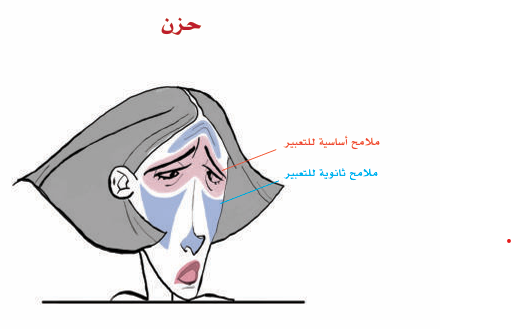 حزن
ملامح أساسية للتعبير
ملامح ثانوية للتعبير